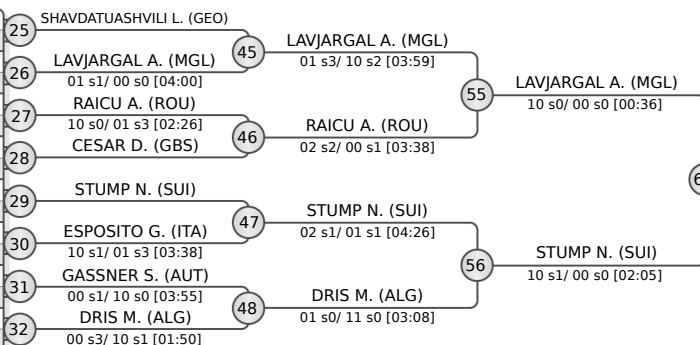 25
SHAVDATUASHVILI L. (GEO)
26
LAVJARGAL A. (MGL)
01 s1/ 00 s0 [04:00]
27
RAICU A. (ROU)
10 s0/ 01 s3 [02:26]
28
CESAR D. (GBS)
29
STUMP N. (SUI)
30
ESPOSITO G. (ITA)
10 s1/ 01 s3 [03:38]
31
GASSNER S. (AUT)
00 s1/ 10 s0 [03:55]
32
DRIS M. (ALG)
00 s3/ 10 s1 [01:50]
45
LAVJARGAL A. (MGL)
01 s3/ 10 s2 [03:59]
46
RAICU A. (ROU)
02 s2/ 00 s1 [03:38]
47
STUMP N. (SUI)
02 s1/ 01 s1 [04:26]
48
DRIS M. (ALG)
01 s0/ 11 s0 [03:08]
55
LAVJARGAL A. (MGL)
10 s0/ 00 s0 [00:36]
56
STUMP N. (SUI)
10 s1/ 00 s0 [02:05]